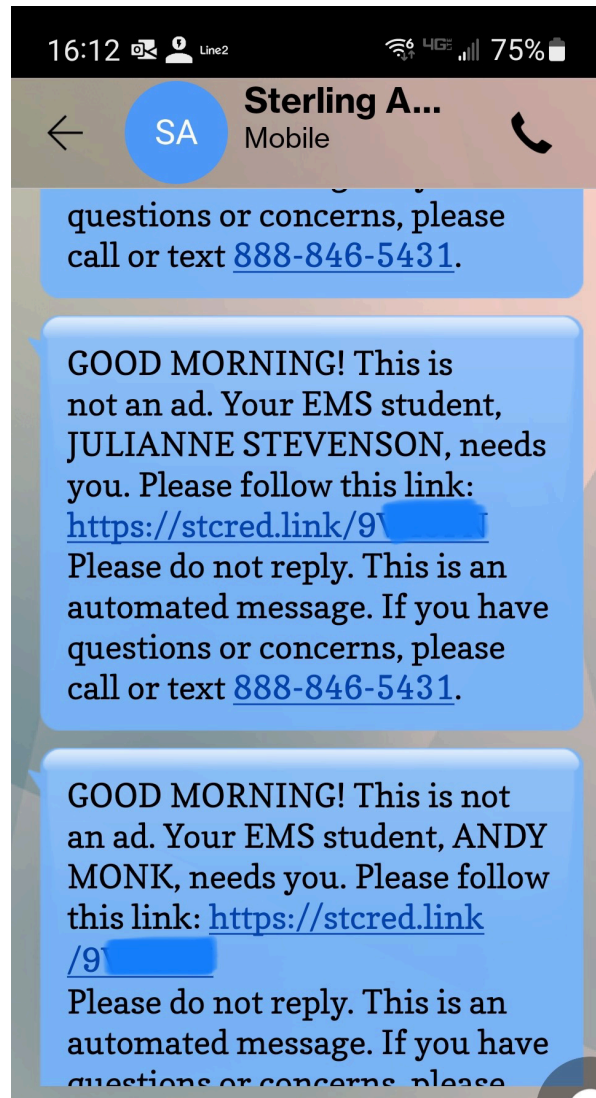 16:12 Line2 4GE 75%
Sterling A...
SA
Mobile
questions or concerns, please
call or text 888-846-5431.
GOOD MORNING! This is
not an ad. Your EMS student,
JULIANNE STEVENSON, needs
you. Please follow this link:
https://stcred.link/9
Please do not reply. This is an
automated message. If you have
questions or concerns, please
call or text 888-846-5431.
GOOD MORNING! This is not
an ad. Your EMS student, ANDY
MONK, needs you. Please follow
this link: https://stcred.link
/9
Please do not reply. This is an
automated message. If you have
questions or concerns, please